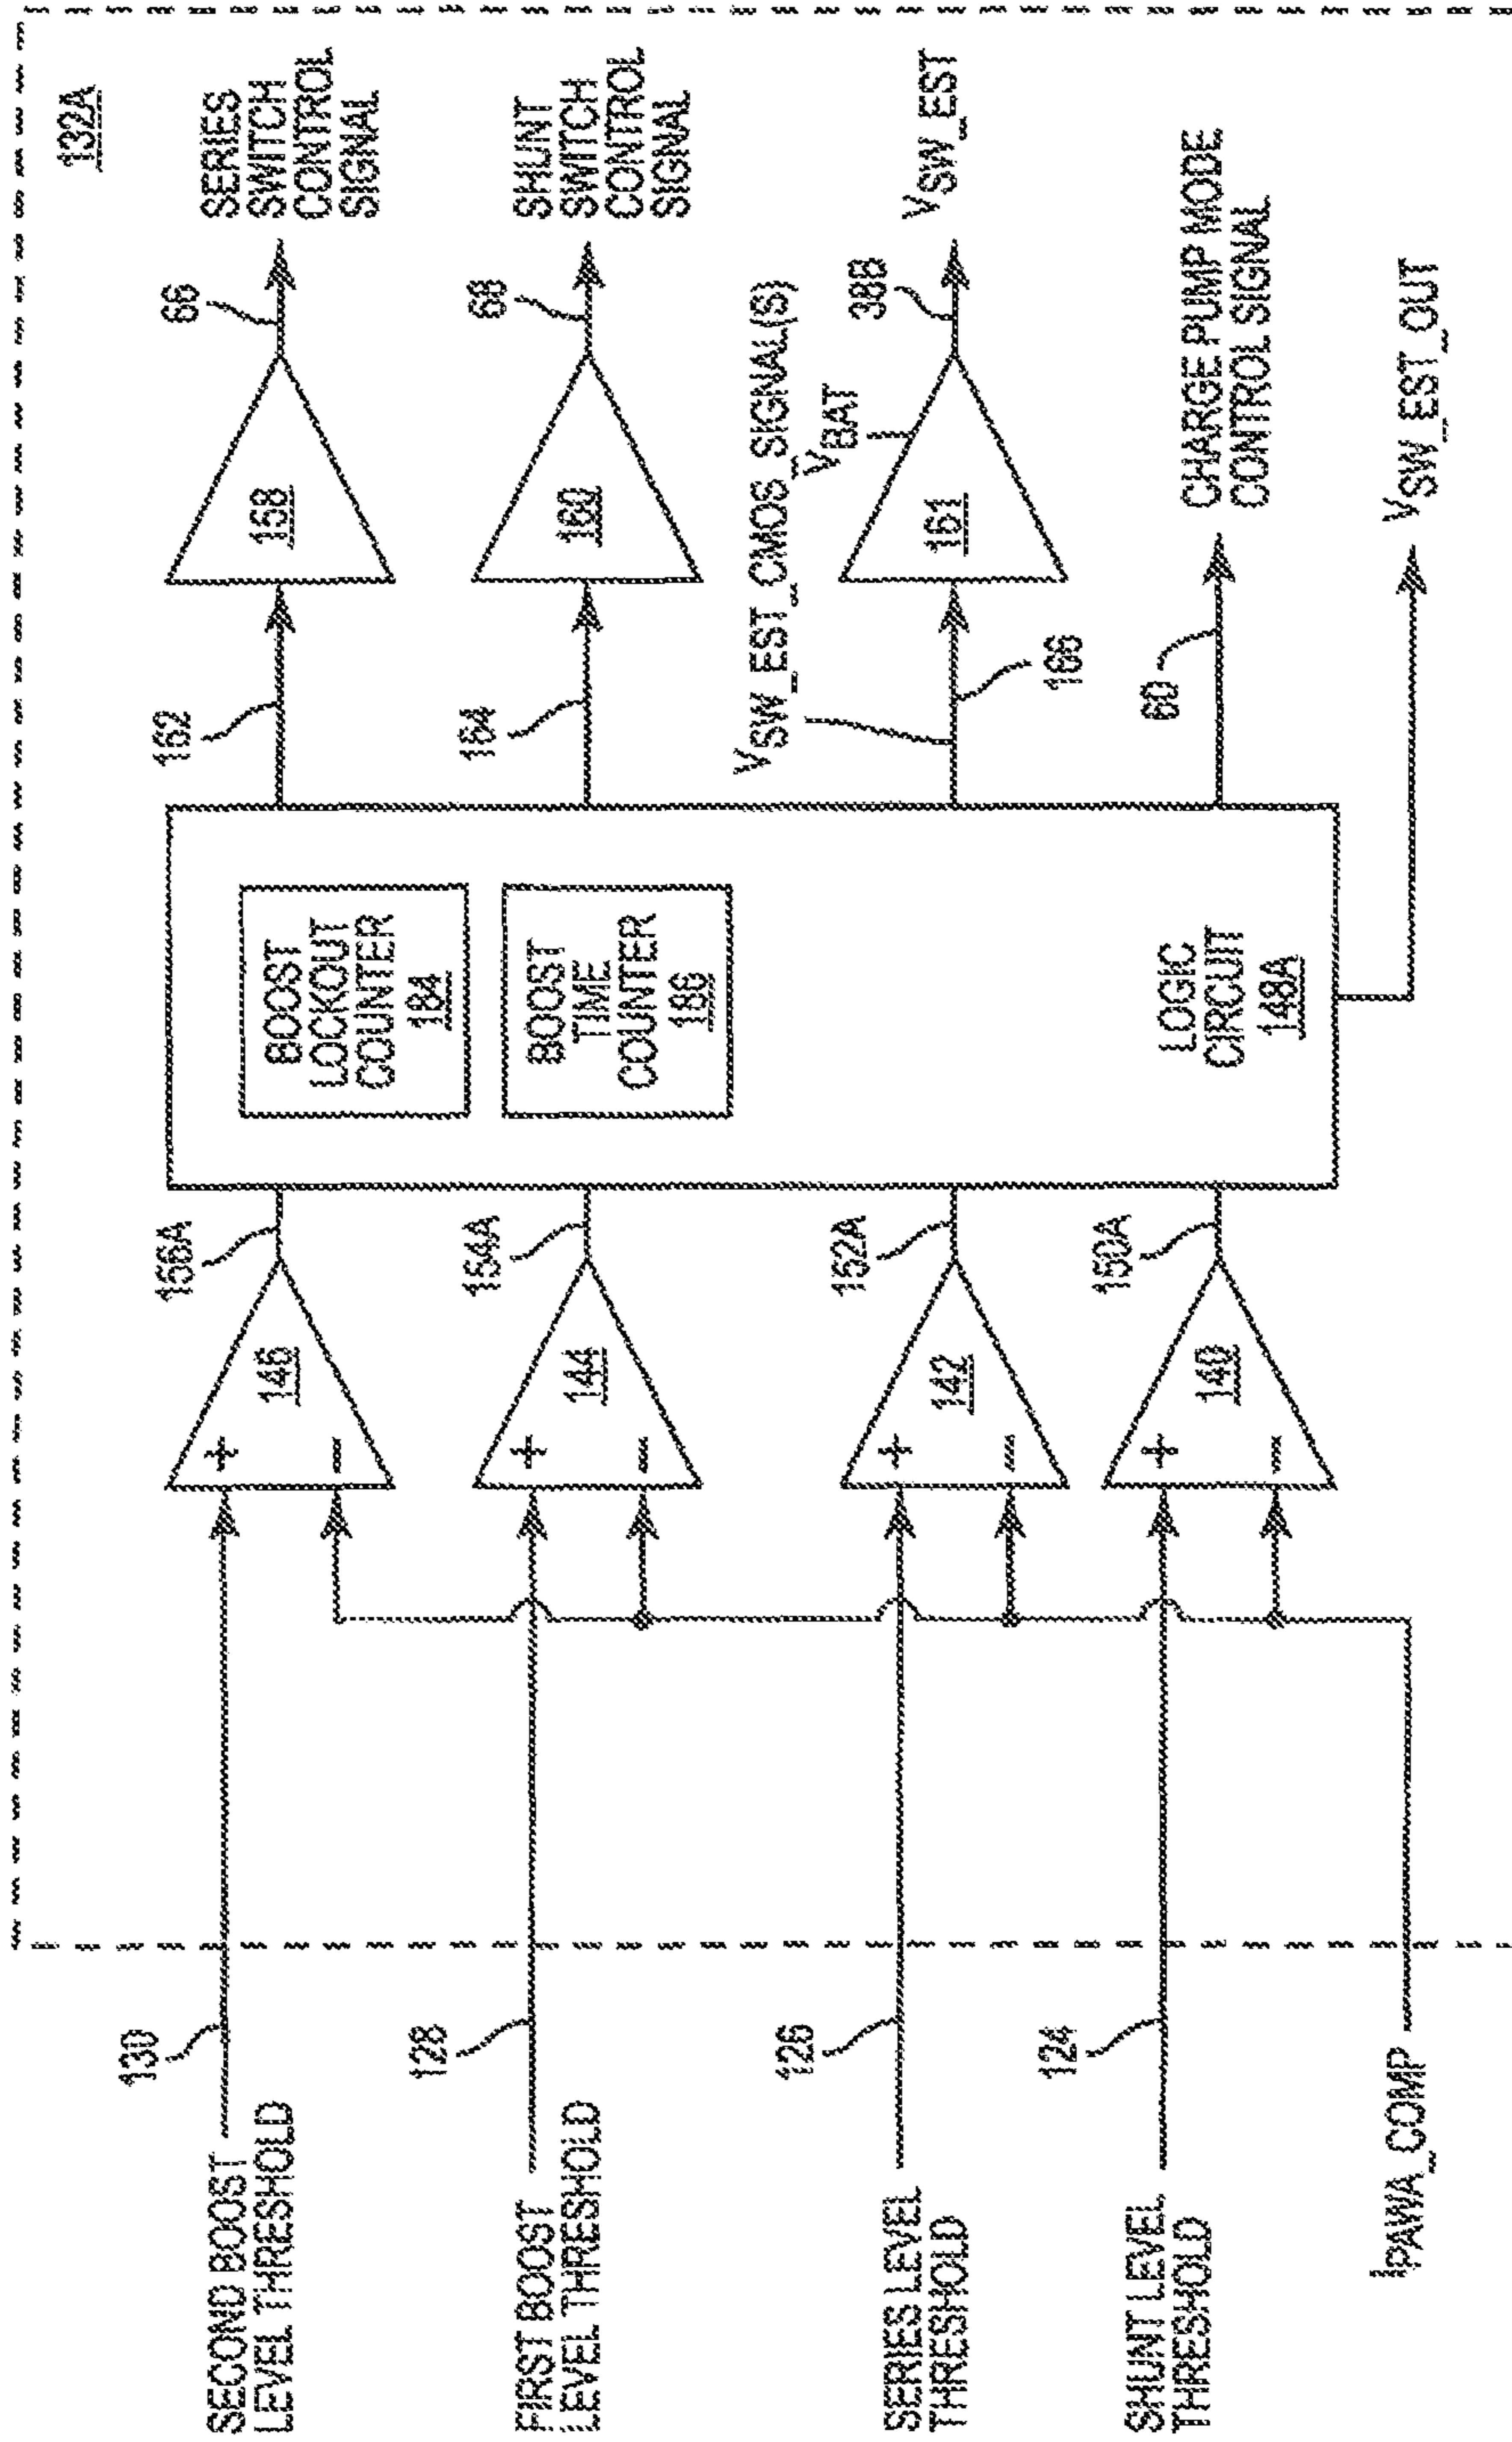 132A
SECOND BOOST
LEVEL THRESHOLD
130
+
−
146
156A
BOOST
LOCKOUT
COUNTER
184
162
158
66
SERIES
SWITCH
CONTROL
SIGNAL
FIRST BOOST
LEVEL THRESHOLD
128
+
−
144
154A
BOOST
TIME
COUNTER
186
164
160
68
SHUNT
SWITCH
CONTROL
SIGNAL
SERIES LEVEL
THRESHOLD
126
+
−
142
152A
VSW_EST_CMOS_SIGNAL(S)
166
VBAT
161
38B
VSW_EST
SHUNT LEVEL
THRESHOLD
124
+
−
140
150A
LOGIC
CIRCUIT
148A
60
CHARGE PUMP MODE
CONTROL SIGNAL
IPAWA_COMP
VSW_EST_OUT